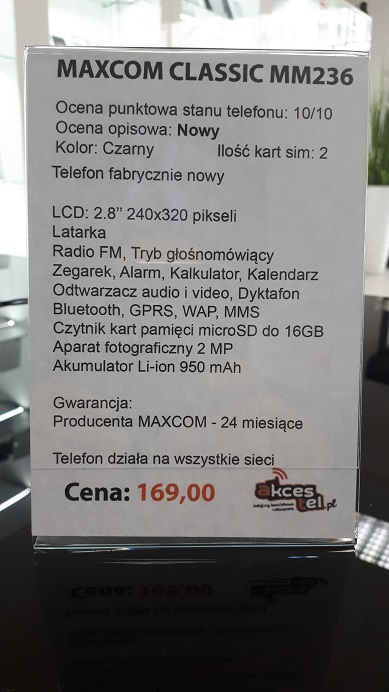 MAXCOM CLASSIC MM236
Ocena punktowa stanu telefonu: 10/10
Ocena opisowa: Nowy
Kolor: Czarny Ilość kart sim: 2
Telefon fabrycznie nowy
LCD: 2.8” 240x320 pikseli
Latarka
Radio FM, Tryb głośnomówiący
Zegarek, Alarm, Kalkulator, Kalendarz
Odtwarzacz audio i video, Dyktafon
Bluetooth, GPRS, WAP, MMS
Czytnik kart pamięci microSD do 16GB
Aparat fotograficzny 2 MP
Akumulator Li-ion 950 mAh
Gwarancja:
Producenta MAXCOM - 24 miesiące
Telefon działa na wszystkie sieci
Cena: 169,00
akces
tel.pl